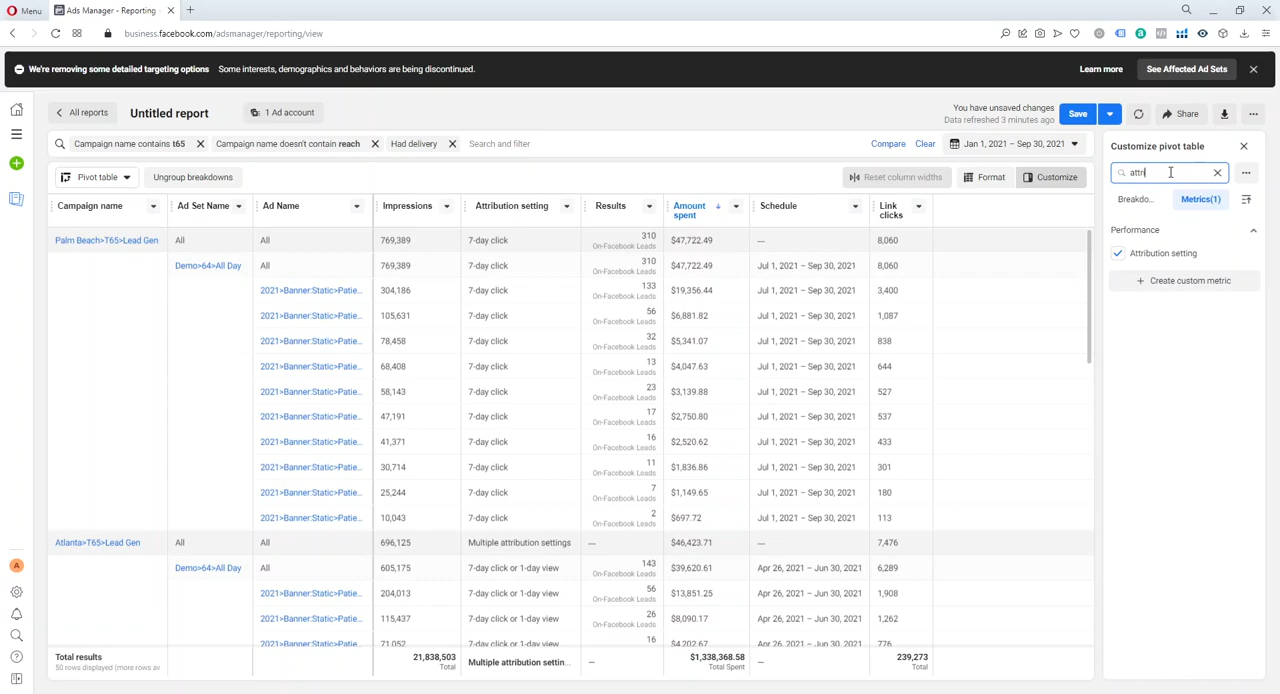 Menu
Ads Manager - Reporting
business.facebook.com/adsmanager/reporting/view
We're removing some detailed targeting options Some interests, demographics and behaviors are being discontinued. Learn more See Affected Ad Sets
All reports Untitled report 1 Ad account You have unsaved changes
Data refreshed 3 minutes ago Save Share
Campaign name contains t65 Campaign name doesn't contain reach Had delivery Search and filter Compare Clear Jan 1, 2021 – Sep 30, 2021
Pivot table Ungroup breakdowns Reset column widths Format Customize
Campaign name Ad Set Name Ad Name Impressions Attribution setting Results Amount spent Schedule Link clicks
Palm Beach>T65>Lead Gen All All 769,389 7-day click 310 On-Facebook Leads $47,722.49 — 8,060
Demo>64>All Day All 769,389 7-day click 310 On-Facebook Leads $47,722.49 Jul 1, 2021 – Sep 30, 2021 8,060
2021>Banner:Static>Patie... 304,186 7-day click 133 On-Facebook Leads $19,356.44 Jul 1, 2021 – Sep 30, 2021 3,400
2021>Banner:Static>Patie... 105,631 7-day click 56 On-Facebook Leads $6,881.82 Jul 1, 2021 – Sep 30, 2021 1,087
2021>Banner:Static>Patie... 78,458 7-day click 32 On-Facebook Leads $5,341.07 Jul 1, 2021 – Sep 30, 2021 838
2021>Banner:Static>Patie... 68,408 7-day click 13 On-Facebook Leads $4,047.63 Jul 1, 2021 – Sep 30, 2021 644
2021>Banner:Static>Patie... 58,143 7-day click 23 On-Facebook Leads $3,139.88 Jul 1, 2021 – Sep 30, 2021 527
2021>Banner:Static>Patie... 47,191 7-day click 17 On-Facebook Leads $2,750.80 Jul 1, 2021 – Sep 30, 2021 537
2021>Banner:Static>Patie... 41,371 7-day click 16 On-Facebook Leads $2,520.62 Jul 1, 2021 – Sep 30, 2021 433
2021>Banner:Static>Patie... 30,714 7-day click 11 On-Facebook Leads $1,836.86 Jul 1, 2021 – Sep 30, 2021 301
2021>Banner:Static>Patie... 25,244 7-day click 7 On-Facebook Leads $1,149.65 Jul 1, 2021 – Sep 30, 2021 180
2021>Banner:Static>Patie... 10,043 7-day click 2 On-Facebook Leads $697.72 Jul 1, 2021 – Sep 30, 2021 113
Atlanta>T65>Lead Gen All All 696,125 Multiple attribution settings — $46,423.71 — 7,476
Demo>64>All Day All 605,175 7-day click or 1-day view 143 On-Facebook Leads $39,620.61 Apr 26, 2021 – Jun 30, 2021 6,289
2021>Banner:Static>Patie... 204,013 7-day click or 1-day view 56 On-Facebook Leads $13,851.25 Apr 26, 2021 – Jun 30, 2021 1,908
2021>Banner:Static>Patie... 115,437 7-day click or 1-day view 26 On-Facebook Leads $8,090.17 Apr 26, 2021 – Jun 30, 2021 1,262
2021>Banner:Static>Patie... 71,052 7-day click or 1-day view 16 $4,202.67 Apr 26, 2021 – Jun 30, 2021 776
Total results 21,838,503 Multiple attribution settin... — $1,338,368.58 — 239,273
50 rows displayed (more rows av Total Total Spent Total
Customize pivot table
attri
Breakdo... Metrics(1)
Performance
Attribution setting
+ Create custom metric
A